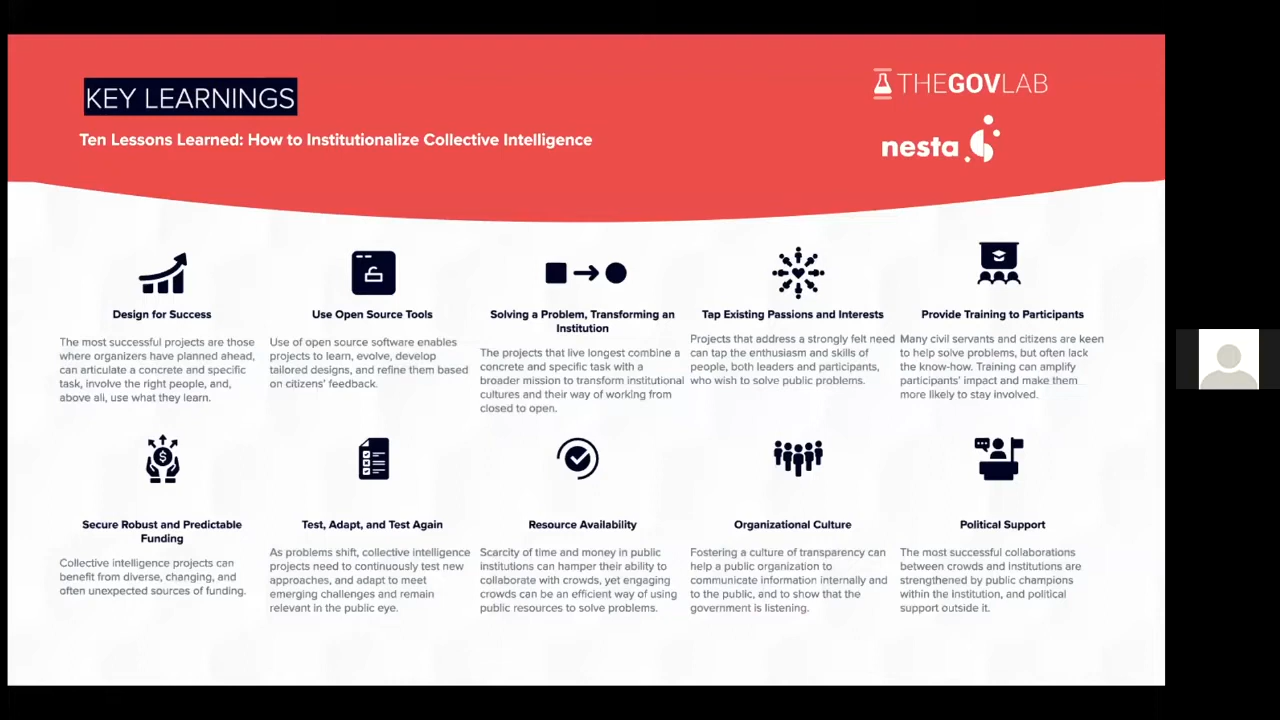 KEY LEARNINGS
Ten Lessons Learned: How to Institutionalize Collective Intelligence
THEGOVLAB
nesta
Design for Success
The most successful projects are those
where organizers have planned ahead,
can articulate a concrete and specific
task, involve the right people, and,
above all, use what they learn.
Use Open Source Tools
Use of open source software enables
projects to learn, evolve, develop
tailored designs, and refine them based
on citizens' feedback.
Solving a Problem, Transforming an
Institution
The projects that live longest combine a
concrete and specific task with a
broader mission to transform institutional
cultures and their way of working from
closed to open.
Tap Existing Passions and Interests
Projects that address a strongly felt need
can tap the enthusiasm and skills of
people, both leaders and participants,
who wish to solve public problems.
Provide Training to Participants
Many civil servants and citizens are keen
to help solve problems, but often lack
the know-how. Training can amplify
participants' impact and make them
more likely to stay involved.
Secure Robust and Predictable
Funding
Collective intelligence projects can
benefit from diverse, changing, and
often unexpected sources of funding.
Test, Adapt, and Test Again
As problems shift, collective intelligence
projects need to continuously test new
approaches, and adapt to meet
emerging challenges and remain
relevant in the public eye.
Resource Availability
Scarcity of time and money in public
institutions can hamper their ability to
collaborate with crowds, yet engaging
crowds can be an efficient way of using
public resources to solve problems.
Organizational Culture
Fostering a culture of transparency can
help a public organization to
communicate information internally and
to the public, and to show that the
government is listening.
Political Support
The most successful collaborations
between crowds and institutions are
strengthened by public champions
within the institution, and political
support outside it.